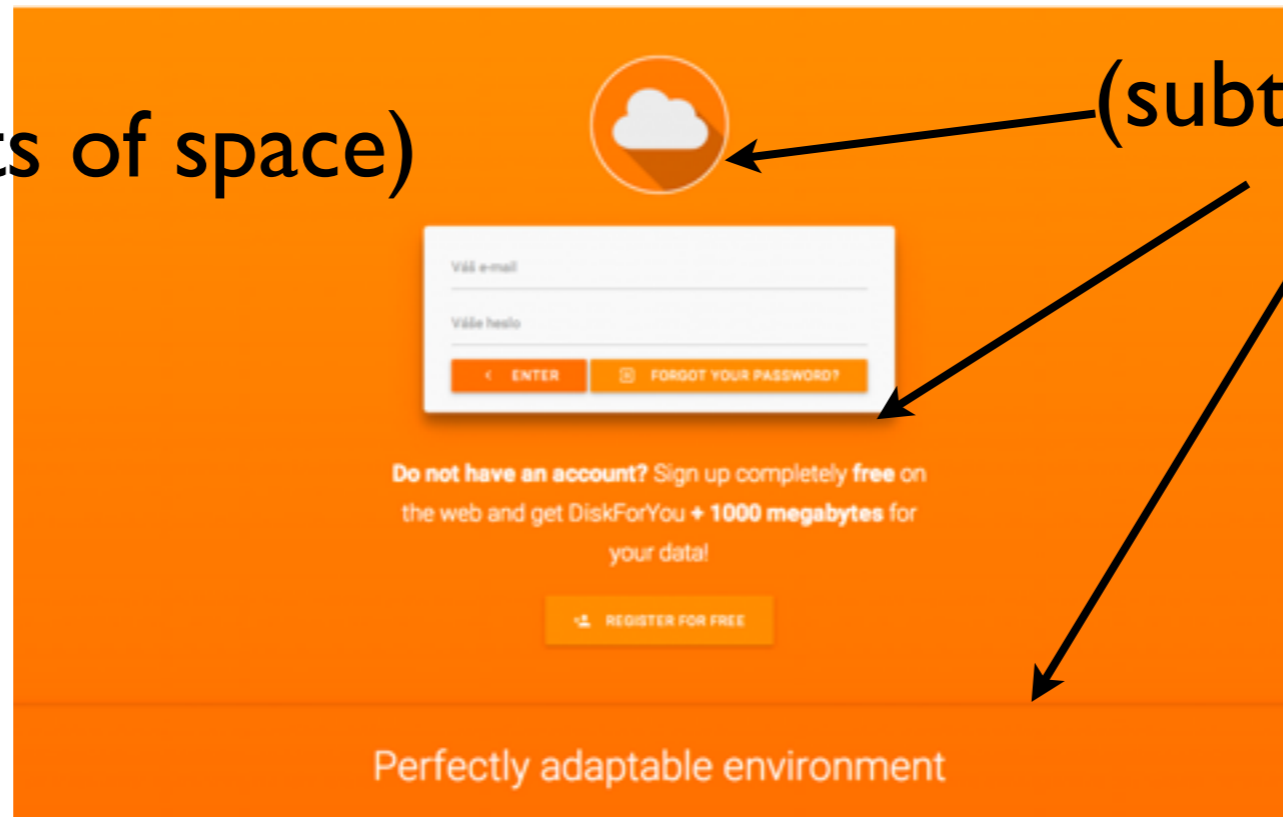 (subt
ts of space)
Váš e-mail
Váše heslo
ENTER
FORGOT YOUR PASSWORD?
Do not have an account? Sign up completely free on
the web and get DiskForYou + 1000 megabytes for
your data!
REGISTER FOR FREE
Perfectly adaptable environment